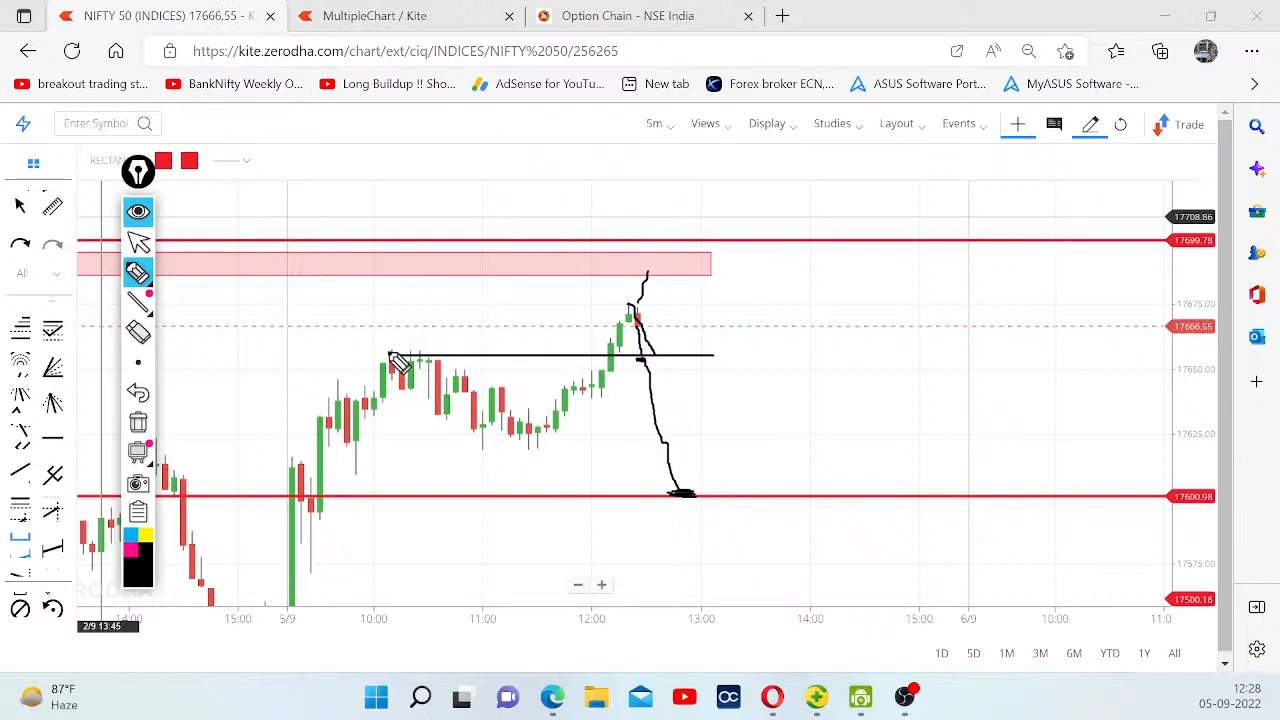 NIFTY 50 (INDICES) 17666.55 - K
MultipleChart / Kite
Option Chain - NSE India
https://kite.zerodha.com/chart/ext/ciq/INDICES/NIFTY%2050/256265
breakout trading st...
BankNifty Weekly O...
Long Buildup !! Sho...
AdSense for YouTu...
New tab
Forex broker ECN,...
ASUS Software Port...
MyASUS Software -...
Enter Symbol
5m
Views
Display
Studies
Layout
Events
Trade
RECTAN
17708.86
17699.78
All
17675.00
17666.55
17650.00
17625.00
17600.98
17575.00
17500.16
14:00
15:00
5/9
10:00
11:00
12:00
13:00
14:00
15:00
6/9
10:00
11:0
2/9 13:45
1D
5D
1M
3M
6M
YTD
1Y
All
87°F
Haze
12:28
05-09-2022